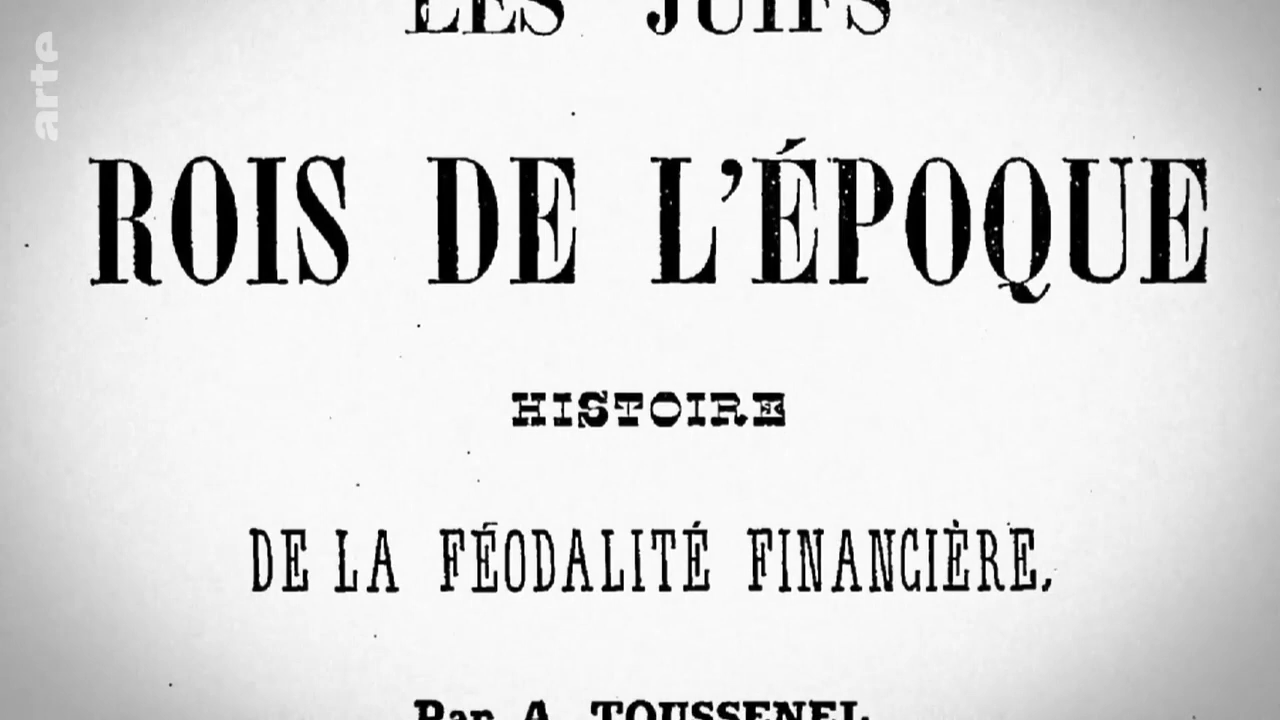 arte
LES JUIFS
ROIS DE L'ÉPOQUE
HISTOIRE
DE LA FÉODALITÉ FINANCIÈRE,
Par A. TOUSSENEL